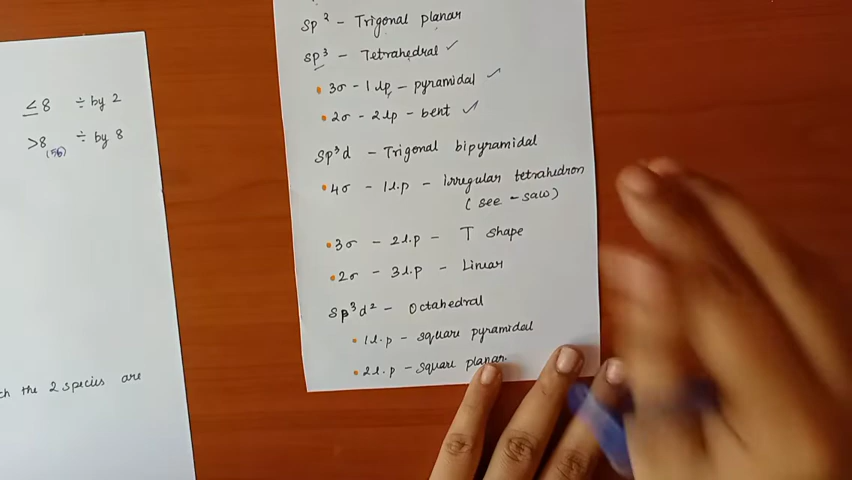 ≤8 ÷ by 2
>8 ÷ by 8
(56)
ch the 2 species are
sp² - Trigonal planar
sp³ - Tetrahedral ✓
• 3σ - 1lp - pyramidal ✓
• 2σ - 2lp - bent ✓
sp³d - Trigonal bipyramidal
• 4σ - 1l.p - irregular tetrahedron
(see - saw)
• 3σ - 2l.p - T shape
• 2σ - 3l.p - Linear
sp³d² - Octahedral
• 1l.p - square pyramidal
• 2l.p - square planar